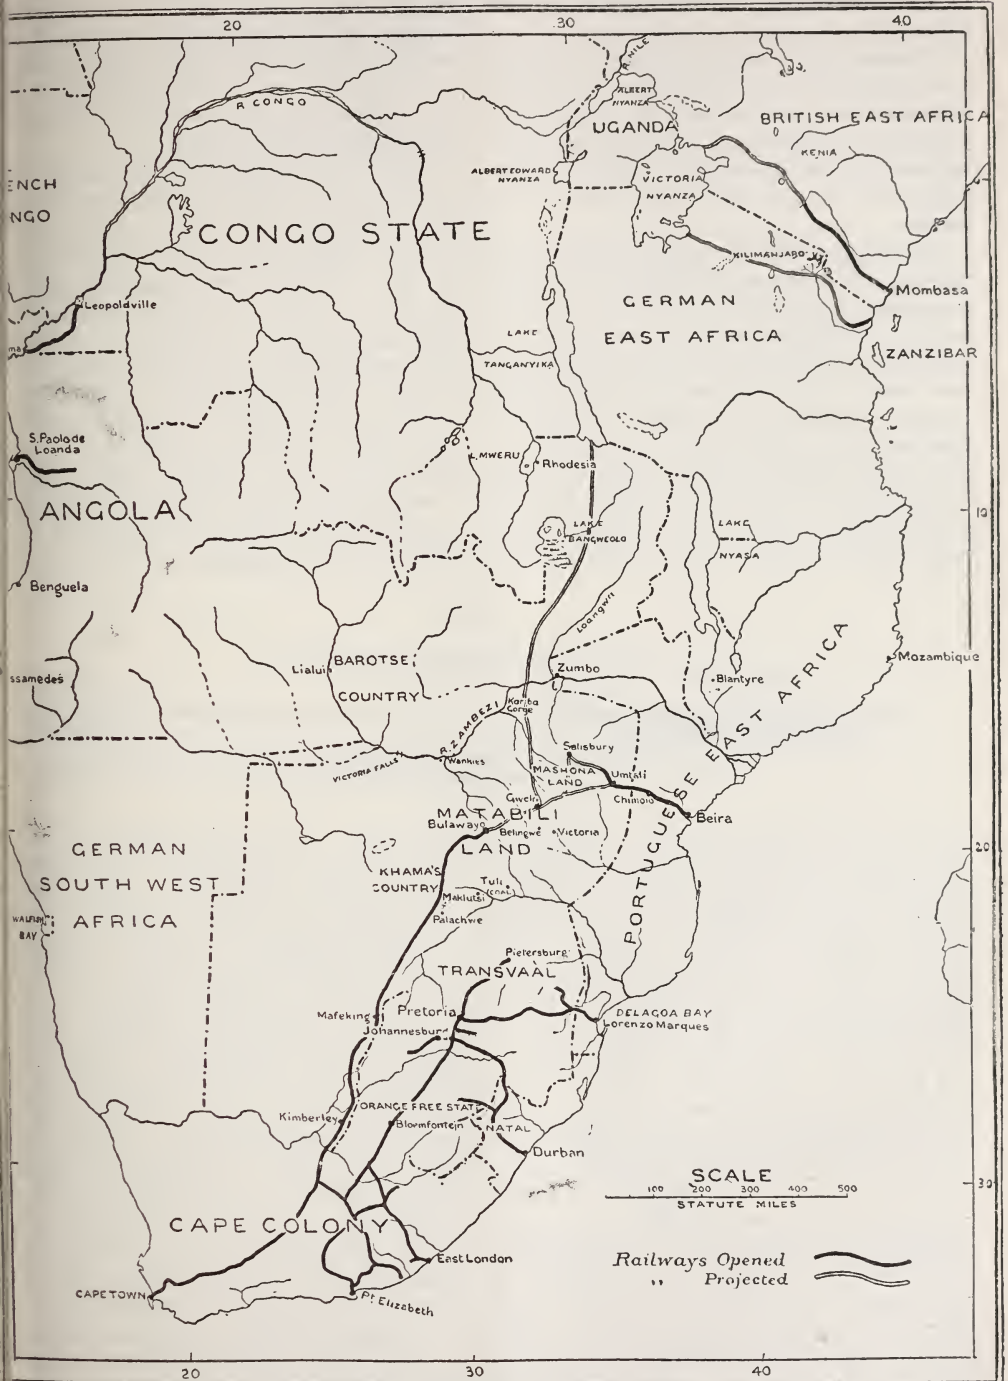 20
30
40
R. NILE
ALBERT
NYANZA
UGANDA
BRITISH EAST AFRICA
KENIA
R CONGO
ALBERT EDWARD
NYANZA
VICTORIA
NYANZA
ENCH
NGO
CONGO STATE
KILIMANJARO
Leopoldville
Mombasa
GERMAN
EAST AFRICA
LAKE
TANGANYIKA
ZANZIBAR
S. Paolo de
Loanda
L. MWERU
Rhodesia
ANGOLA
LAKE
BANGWEOLO
LAKE
NYASA
10
Benguela
Loangwa
Lialui
BAROTSE
COUNTRY
Zumbo
Blantyre
Mozambique
ssamedes
Kariba
Gorge
R. ZAMBEZI
VICTORIA FALLS
Wankies
Salisbury
MASHONA
LAND
Umtali
Chimoio
Gwelo
MATABILI
LAND
Bulawayo
Belingwe
Victoria
Beira
PORTUGUESE EAST AFRICA
20
GERMAN
SOUTH WEST
AFRICA
KHAMA'S
COUNTRY
Tuli
(COAL)
Maklutsi
Palachwe
WALFISH
BAY
Pietersburg
TRANSVAAL
Mafeking
Pretoria
Johannesburg
DELAGOA BAY
Lorenzo Marques
Kimberley
ORANGE FREE STATE
Bloemfontein
NATAL
Durban
SCALE
100 200 300 400 500
STATUTE MILES
30
CAPE COLONY
East London
Railways Opened
" Projected
CAPETOWN
Pt Elizabeth
20
30
40